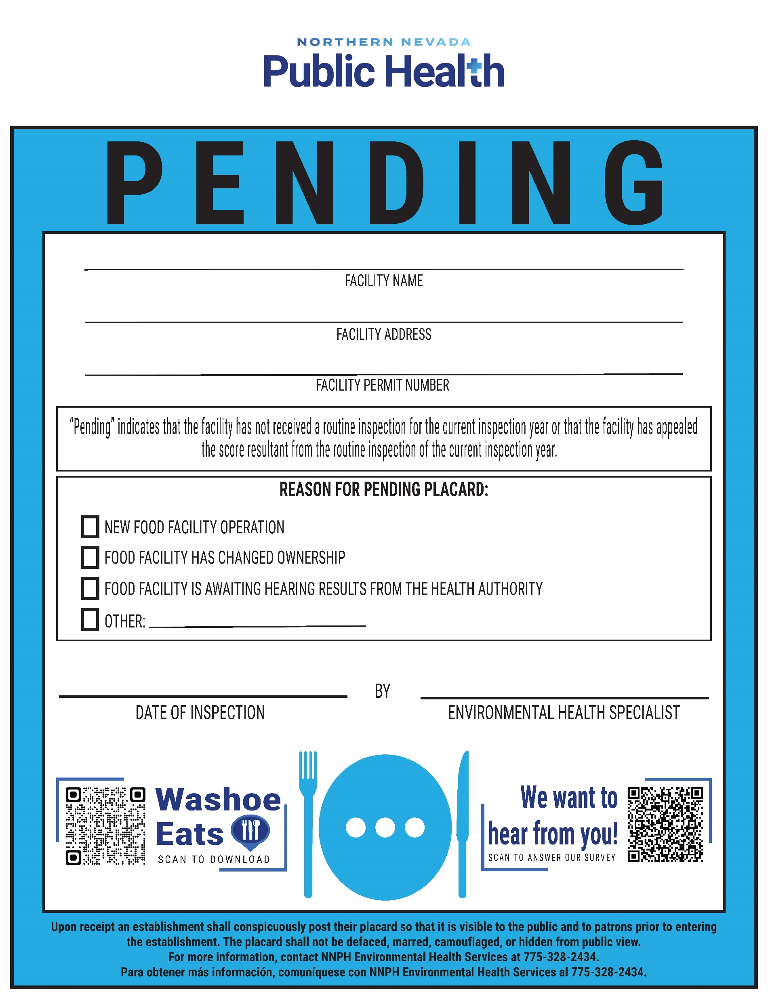 NORTHERN NEVADA
Public Health
PENDING
FACILITY NAME
FACILITY ADDRESS
FACILITY PERMIT NUMBER
“Pending” indicates that the facility has not received a routine inspection for the current inspection year or that the facility has appealed
the score resultant from the routine inspection of the current inspection year.
REASON FOR PENDING PLACARD:
NEW FOOD FACILITY OPERATION
FOOD FACILITY HAS CHANGED OWNERSHIP
FOOD FACILITY IS AWAITING HEARING RESULTS FROM THE HEALTH AUTHORITY
OTHER:
BY
DATE OF INSPECTION
ENVIRONMENTAL HEALTH SPECIALIST
Washoe
Eats
SCAN TO DOWNLOAD
We want to
hear from you!
SCAN TO ANSWER OUR SURVEY
Upon receipt an establishment shall conspicuously post their placard so that it is visible to the public and to patrons prior to entering
the establishment. The placard shall not be defaced, marred, camouflaged, or hidden from public view.
For more information, contact NNPH Environmental Health Services at 775-328-2434.
Para obtener más información, comuníquese con NNPH Environmental Health Services al 775-328-2434.